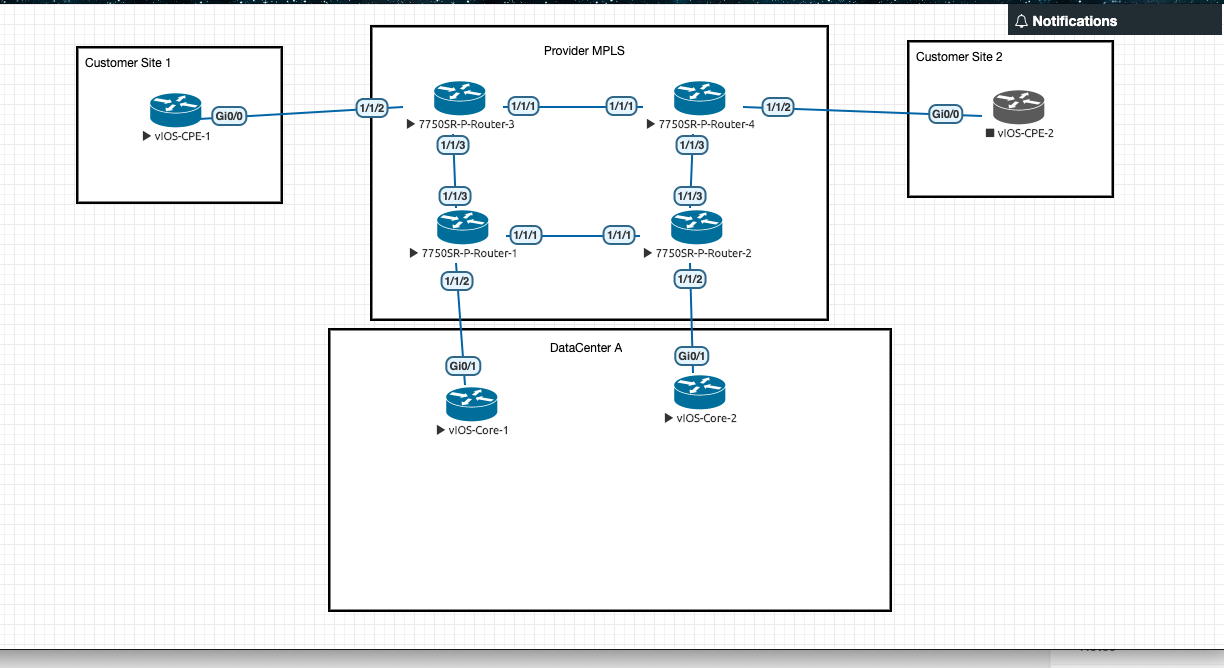 Notifications
Provider MPLS
Customer Site 1
Customer Site 2
1/1/2
1/1/1
1/1/1
1/1/2
Gi0/0
Gi0/0
vIOS-CPE-1
7750SR-P-Router-3
7750SR-P-Router-4
vIOS-CPE-2
1/1/3
1/1/3
1/1/3
1/1/3
1/1/1
1/1/1
7750SR-P-Router-1
7750SR-P-Router-2
1/1/2
1/1/2
DataCenter A
Gi0/1
Gi0/1
vIOS-Core-1
vIOS-Core-2